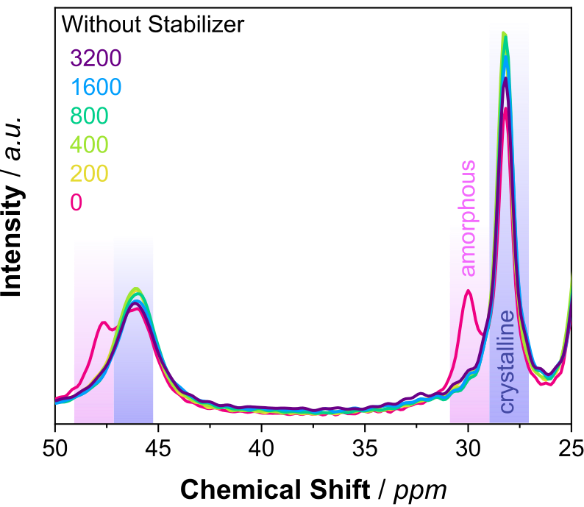 Without Stabilizer
3200
1600
800
400
200
0
amorphous
crystalline
Intensity / a.u.
50 45 40 35 30 25
Chemical Shift / ppm